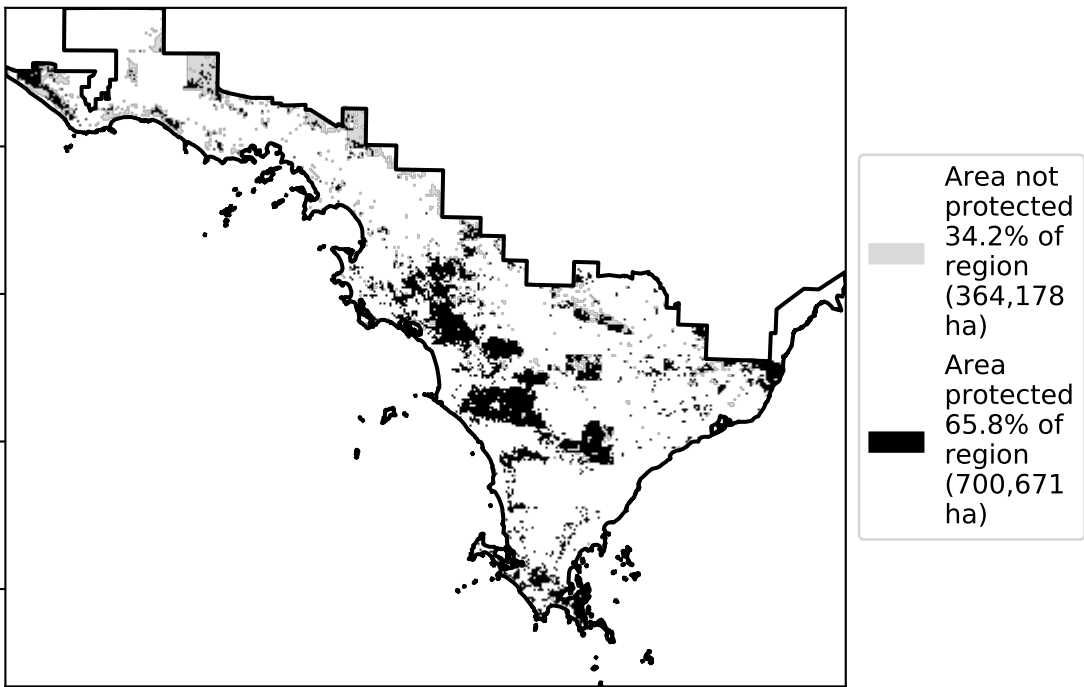 Area not
protected
34.2% of
region
(364,178
ha)
Area
protected
65.8% of
region
(700,671
ha)